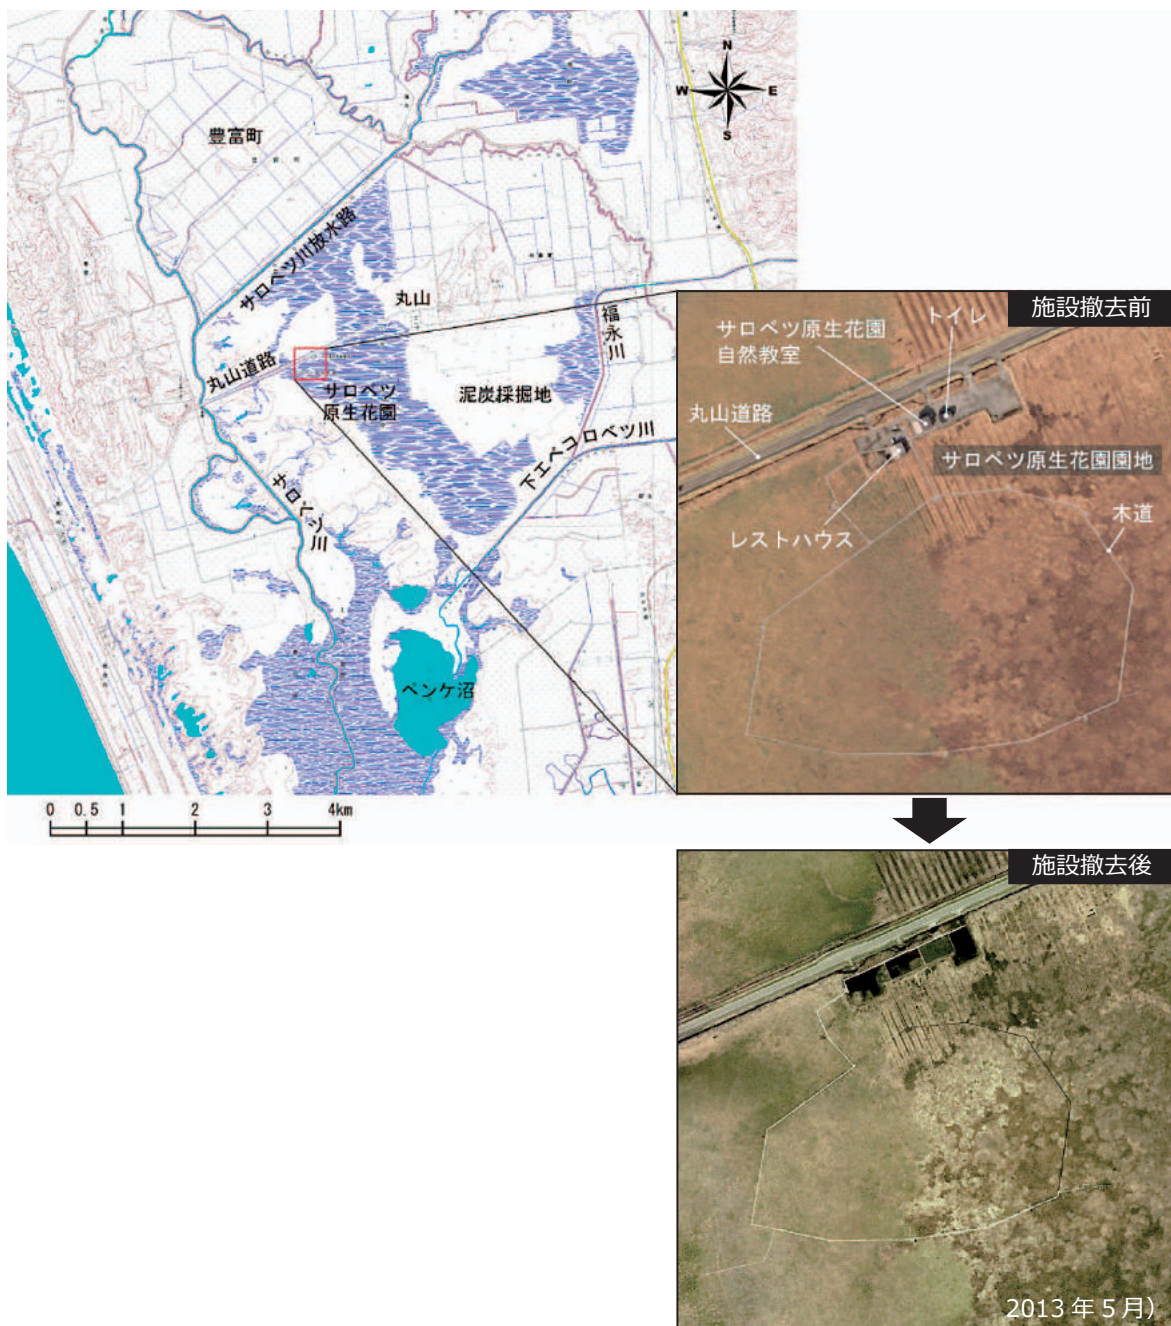 N
W
E
S
豊富町
サロベツ川放水路
丸山
福永川
丸山道路
サロベツ
原生花園
泥炭採掘地
下エベコロベツ川
サロベツ川
ペンケ沼
0 0.5 1 2 3 4km
施設撤去前
トイレ
サロベツ原生花園
自然教室
丸山道路
サロベツ原生花園園地
木道
レストハウス
施設撤去後
2013年5月)